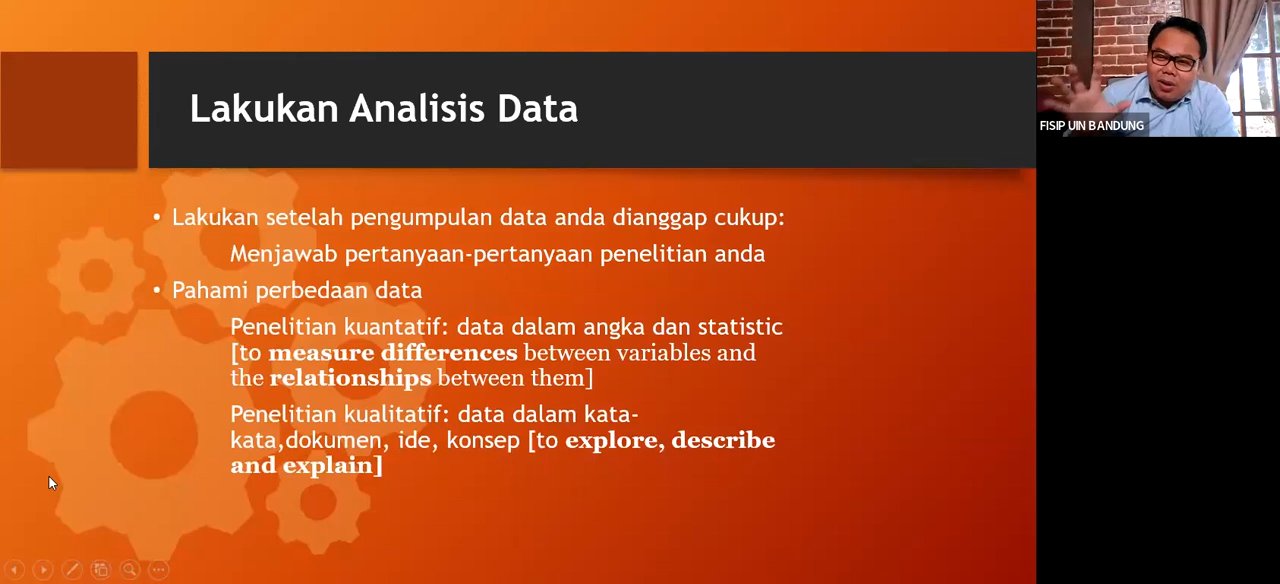 Lakukan Analisis Data
• Lakukan setelah pengumpulan data anda dianggap cukup:
Menjawab pertanyaan-pertanyaan penelitian anda
• Pahami perbedaan data
Penelitian kuantatif: data dalam angka dan statistic
[to measure differences between variables and
the relationships between them]
Penelitian kualitatif: data dalam kata-
kata,dokumen, ide, konsep [to explore, describe
and explain]
FISIP UIN BANDUNG